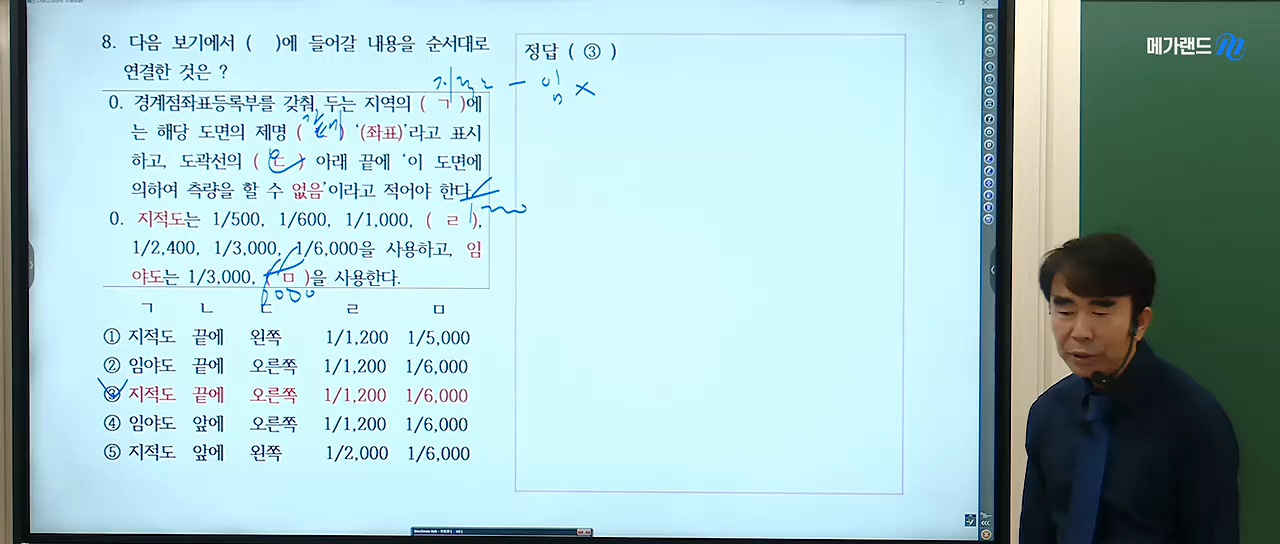 메가랜드
8. 다음 보기에서 ( )에 들어갈 내용을 순서대로
연결한 것은 ?
0. 경계점좌표등록부를 갖춰 두는 지역의 ( ㄱ )에
는 해당 도면의 제명 ( ㄴ ) ‘(좌표)’라고 표시
하고, 도곽선의 ( ㄷ ) 아래 끝에 ‘이 도면에
의하여 측량을 할 수 없음’이라고 적어야 한다.
0. 지적도는 1/500, 1/600, 1/1,000, ( ㄹ ),
1/2,400, 1/3,000, 1/6,000을 사용하고, 임
야도는 1/3,000, ( ㅁ )을 사용한다.
6000
ㄱ ㄴ ㄷ ㄹ ㅁ
① 지적도 끝에 왼쪽 1/1,200 1/5,000
② 임야도 끝에 오른쪽 1/1,200 1/6,000
③ 지적도 끝에 오른쪽 1/1,200 1/6,000
④ 임야도 앞에 오른쪽 1/1,200 1/6,000
⑤ 지적도 앞에 왼쪽 1/2,000 1/6,000
정답 ( ③ )